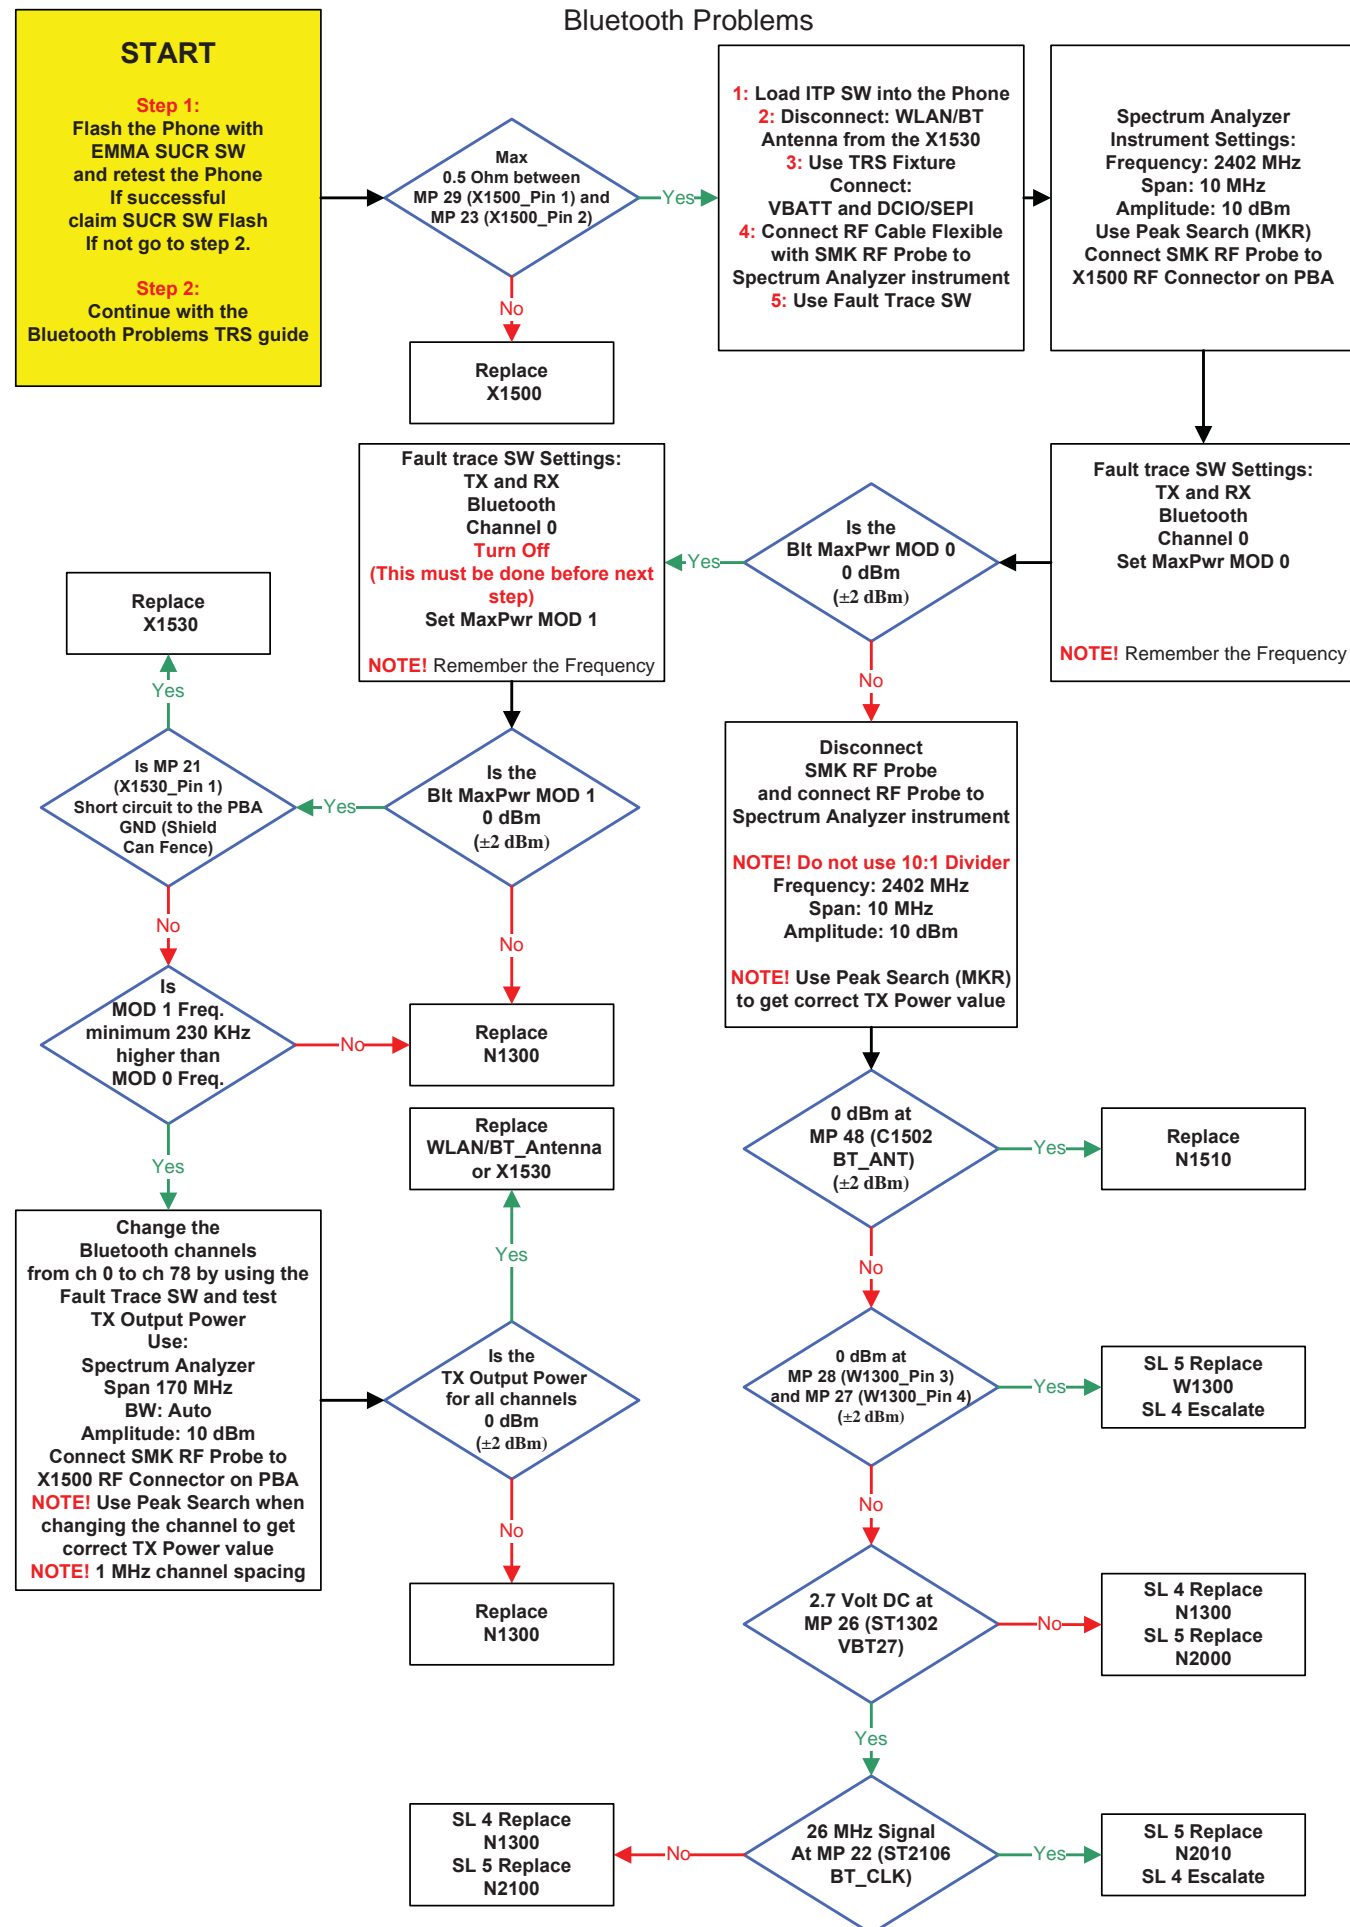 Bluetooth Problems
START
Step 1:
Flash the Phone with
EMMA SUCR SW
and retest the Phone
If successful
claim SUCR SW Flash
If not go to step 2.
Step 2:
Continue with the
Bluetooth Problems TRS guide
Max
0.5 Ohm between
MP 29 (X1500_Pin 1) and
MP 23 (X1500_Pin 2)
Yes
No
Replace
X1500
1: Load ITP SW into the Phone
2: Disconnect: WLAN/BT
Antenna from the X1530
3: Use TRS Fixture
Connect:
VBATT and DCIO/SEPI
4: Connect RF Cable Flexible
with SMK RF Probe to
Spectrum Analyzer instrument
5: Use Fault Trace SW
Spectrum Analyzer
Instrument Settings:
Frequency: 2402 MHz
Span: 10 MHz
Amplitude: 10 dBm
Use Peak Search (MKR)
Connect SMK RF Probe to
X1500 RF Connector on PBA
Fault trace SW Settings:
TX and RX
Bluetooth
Channel 0
Set MaxPwr MOD 0
NOTE! Remember the Frequency
Is the
Blt MaxPwr MOD 0
0 dBm
(±2 dBm)
Yes
No
Fault trace SW Settings:
TX and RX
Bluetooth
Channel 0
Turn Off
(This must be done before next
step)
Set MaxPwr MOD 1
NOTE! Remember the Frequency
Is the
Blt MaxPwr MOD 1
0 dBm
(±2 dBm)
Yes
No
Replace
X1530
Yes
Is MP 21
(X1530_Pin 1)
Short circuit to the PBA
GND (Shield
Can Fence)
No
Is
MOD 1 Freq.
minimum 230 KHz
higher than
MOD 0 Freq.
No
Replace
N1300
Yes
Change the
Bluetooth channels
from ch 0 to ch 78 by using the
Fault Trace SW and test
TX Output Power
Use:
Spectrum Analyzer
Span 170 MHz
BW: Auto
Amplitude: 10 dBm
Connect SMK RF Probe to
X1500 RF Connector on PBA
NOTE! Use Peak Search when
changing the channel to get
correct TX Power value
NOTE! 1 MHz channel spacing
Replace
WLAN/BT_Antenna
or X1530
Yes
Is the
TX Output Power
for all channels
0 dBm
(±2 dBm)
No
Replace
N1300
Disconnect
SMK RF Probe
and connect RF Probe to
Spectrum Analyzer instrument
NOTE! Do not use 10:1 Divider
Frequency: 2402 MHz
Span: 10 MHz
Amplitude: 10 dBm
NOTE! Use Peak Search (MKR)
to get correct TX Power value
0 dBm at
MP 48 (C1502
BT_ANT)
(±2 dBm)
Yes
Replace
N1510
No
0 dBm at
MP 28 (W1300_Pin 3)
and MP 27 (W1300_Pin 4)
(±2 dBm)
Yes
SL 5 Replace
W1300
SL 4 Escalate
No
2.7 Volt DC at
MP 26 (ST1302
VBT27)
No
SL 4 Replace
N1300
SL 5 Replace
N2000
Yes
26 MHz Signal
At MP 22 (ST2106
BT_CLK)
No
SL 4 Replace
N1300
SL 5 Replace
N2100
Yes
SL 5 Replace
N2010
SL 4 Escalate